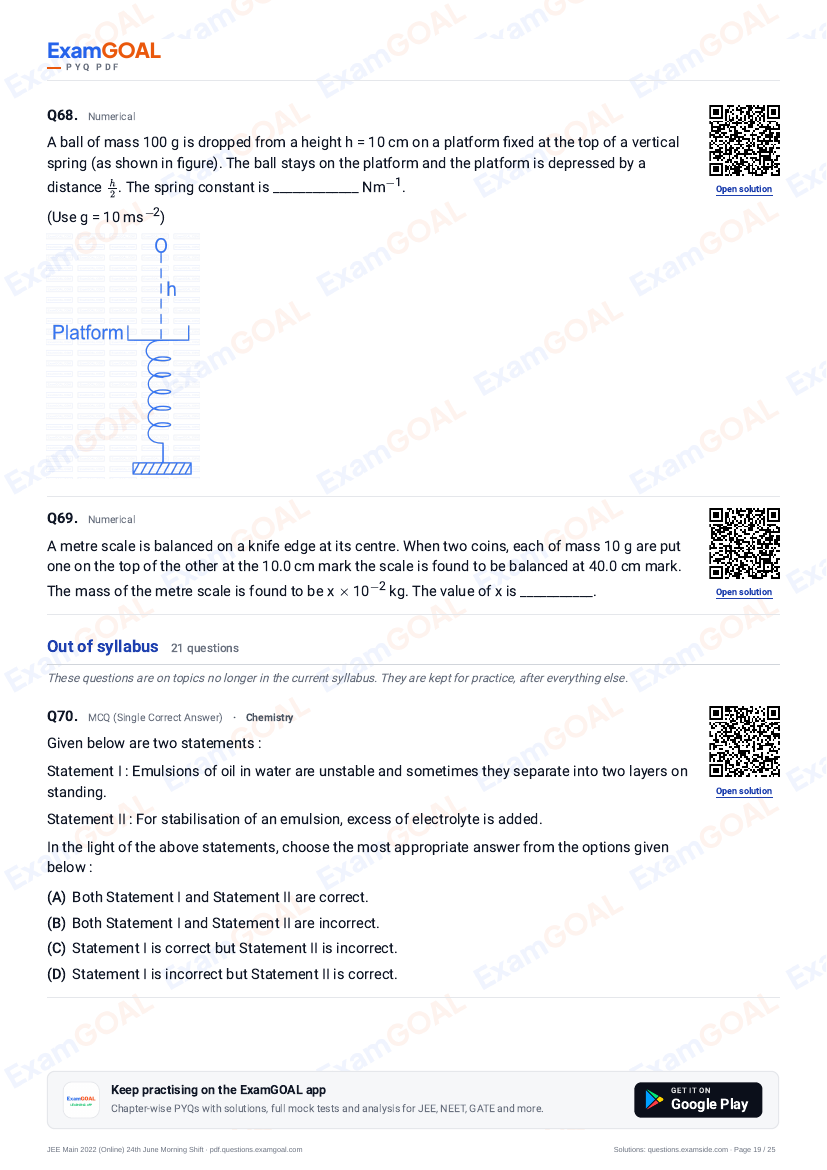 ExamGOAL
PYQ PDF
Q68. Numerical
A ball of mass 100 g is dropped from a height h = 10 cm on a platform fixed at the top of a vertical
spring (as shown in figure). The ball stays on the platform and the platform is depressed by a
distance h/2. The spring constant is _____________ Nm⁻¹.
Open solution
(Use g = 10 ms⁻²)
h
Platform
Q69. Numerical
A metre scale is balanced on a knife edge at its centre. When two coins, each of mass 10 g are put
one on the top of the other at the 10.0 cm mark the scale is found to be balanced at 40.0 cm mark.
The mass of the metre scale is found to be x × 10⁻² kg. The value of x is ___________.
Open solution
Out of syllabus 21 questions
These questions are on topics no longer in the current syllabus. They are kept for practice, after everything else.
Q70. MCQ (Single Correct Answer) · Chemistry
Given below are two statements :
Statement I : Emulsions of oil in water are unstable and sometimes they separate into two layers on
standing.
Open solution
Statement II : For stabilisation of an emulsion, excess of electrolyte is added.
In the light of the above statements, choose the most appropriate answer from the options given
below :
(A) Both Statement I and Statement II are correct.
(B) Both Statement I and Statement II are incorrect.
(C) Statement I is correct but Statement II is incorrect.
(D) Statement I is incorrect but Statement II is correct.
ExamGOAL
Keep practising on the ExamGOAL app
Chapter-wise PYQs with solutions, full mock tests and analysis for JEE, NEET, GATE and more.
GET IT ON
Google Play
JEE Main 2022 (Online) 24th June Morning Shift · pdf.questions.examgoal.com
Solutions: questions.examside.com · Page 19 / 25